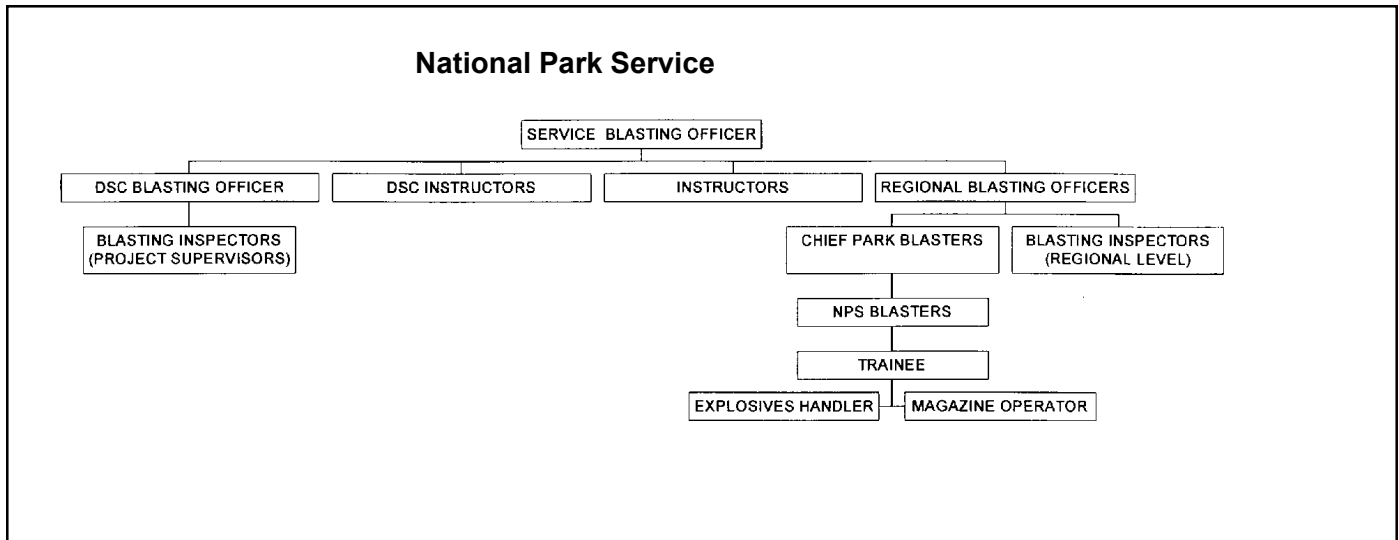 National Park Service
SERVICE BLASTING OFFICER
DSC BLASTING OFFICER
DSC INSTRUCTORS
INSTRUCTORS
REGIONAL BLASTING OFFICERS
BLASTING INSPECTORS
(PROJECT SUPERVISORS)
CHIEF PARK BLASTERS
BLASTING INSPECTORS
(REGIONAL LEVEL)
NPS BLASTERS
TRAINEE
EXPLOSIVES HANDLER
MAGAZINE OPERATOR